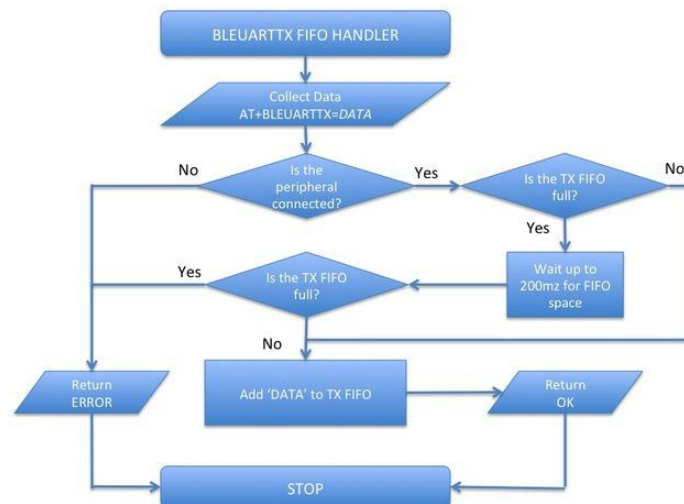 BLEUARTTX FIFO HANDLER
Collect Data
AT+BLEUARTTX=DATA
No
Is the
peripheral
connected?
Yes
Is the TX FIFO
full?
No
Yes
Wait up to
200mz for FIFO
space
Yes
Is the TX FIFO
full?
No
Return
ERROR
Add ‘DATA’ to TX FIFO
Return
OK
STOP